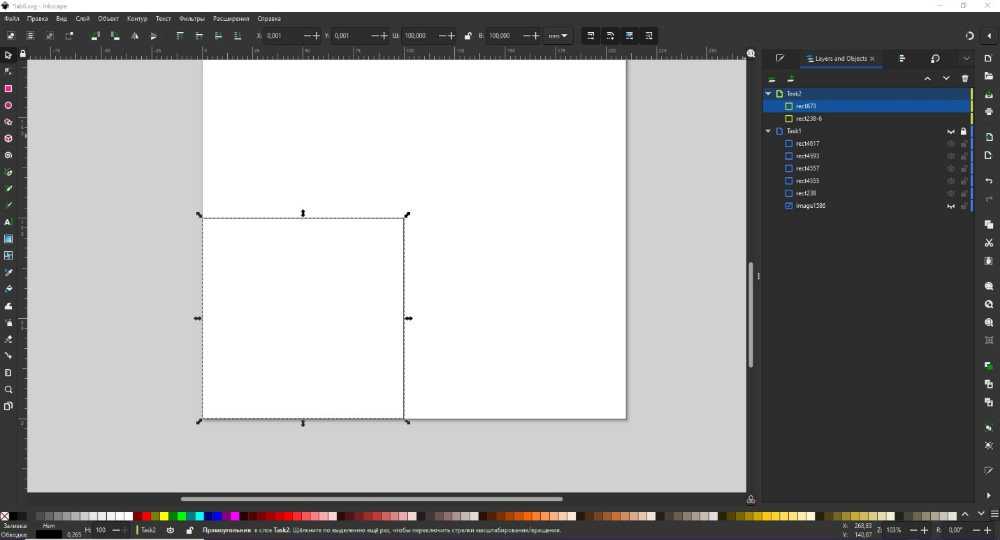 *lab6.svg - Inkscape
Файл Правка Вид Слой Объект Контур Текст Фильтры Расширения Справка
X: 0,001 Y: 0,001 Ш: 100,000 В: 100,000 mm
-75 -50 -25 0 25 50 75 100 125 150 175 200 225 250
Layers and Objects
Task2
rect873
rect238-6
Task1
rect4617
rect4593
rect4557
rect4555
rect238
image1586
150
100
50
0
Заливка: Нет
Обводка: 0,265 Н: 100 Task2 Прямоугольник в слое Task2. Щёлкните по выделению ещё раз, чтобы переключить стрелки масштабирования/вращения.
X: 268,83
Y: 140,87
Z: 103% R: 0,00°